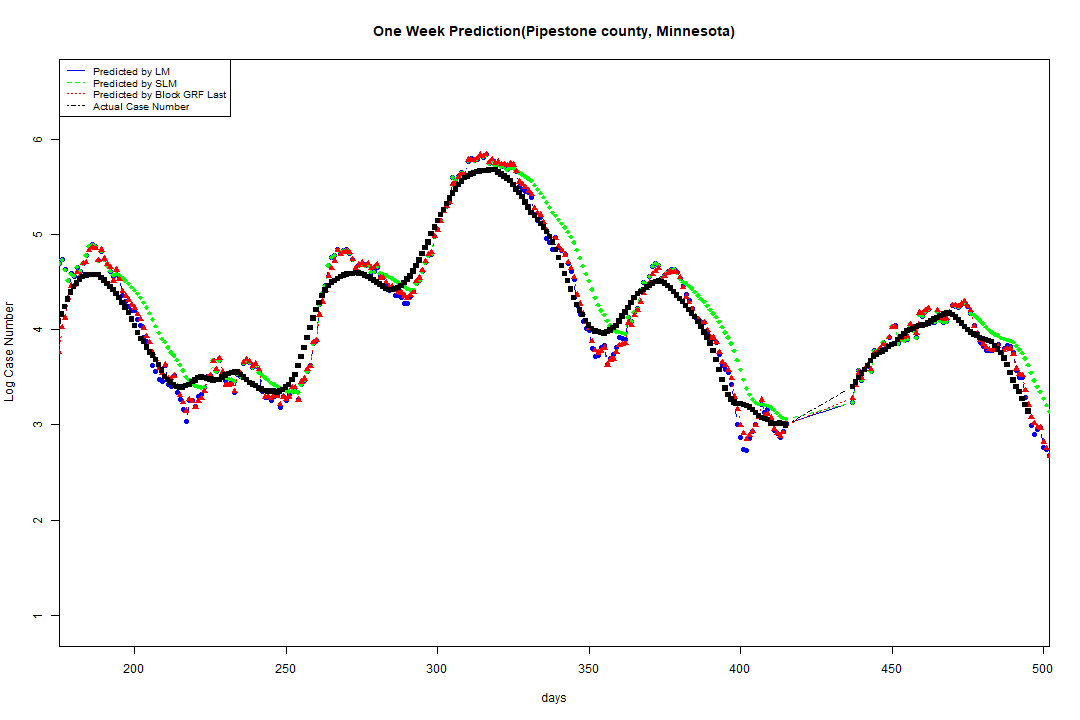 One Week Prediction(Pipestone county, Minnesota)
Predicted by LM
Predicted by SLM
Predicted by Block GRF Last
Actual Case Number
Log Case Number
6
5
4
3
2
1
200 250 300 350 400 450 500
days